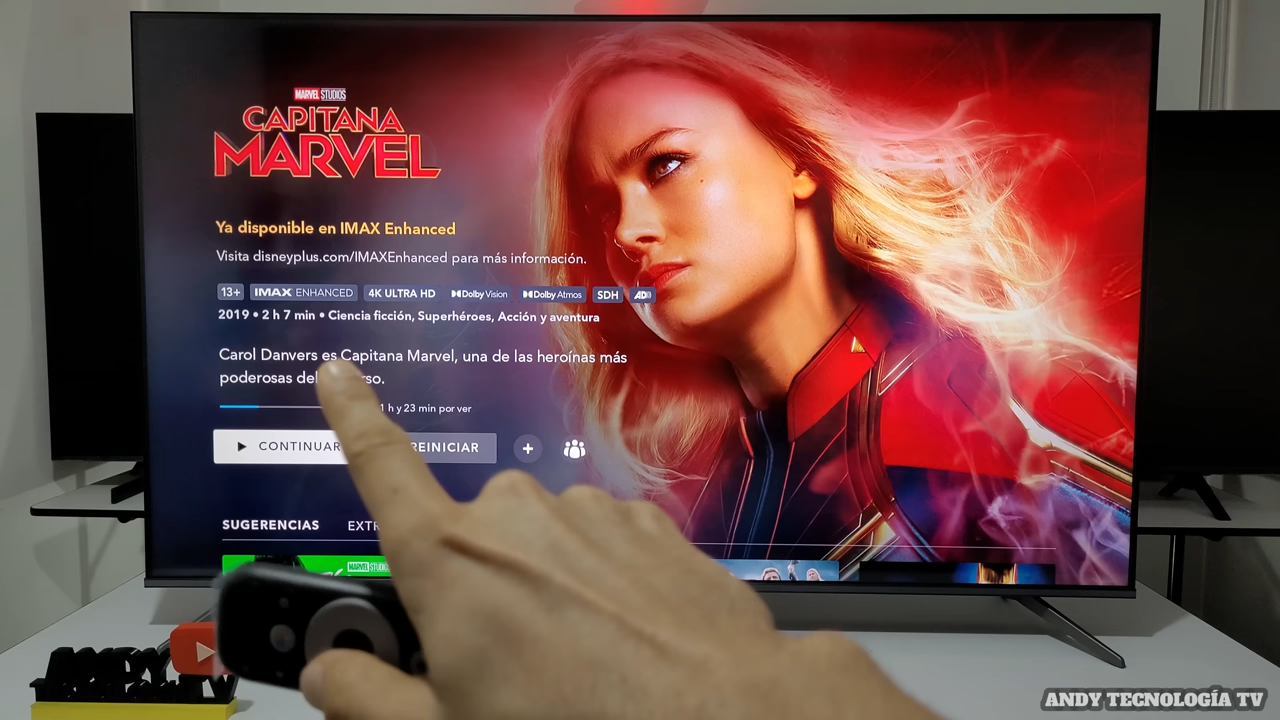 MARVEL STUDIOS
CAPITANA
MARVEL
Ya disponible en IMAX Enhanced
Visita disneyplus.com/IMAXEnhanced para más información.
13+ IMAX ENHANCED 4K ULTRA HD Dolby Vision Dolby Atmos SDH AD
2019 • 2 h 7 min • Ciencia ficción, Superhéroes, Acción y aventura
Carol Danvers es Capitana Marvel, una de las heroínas más
poderosas del
1 h y 23 min por ver
CONTINUAR REINICIAR
SUGERENCIAS
MARVEL STUDIOS
ANDY
ANDY TECNOLOGÍA TV